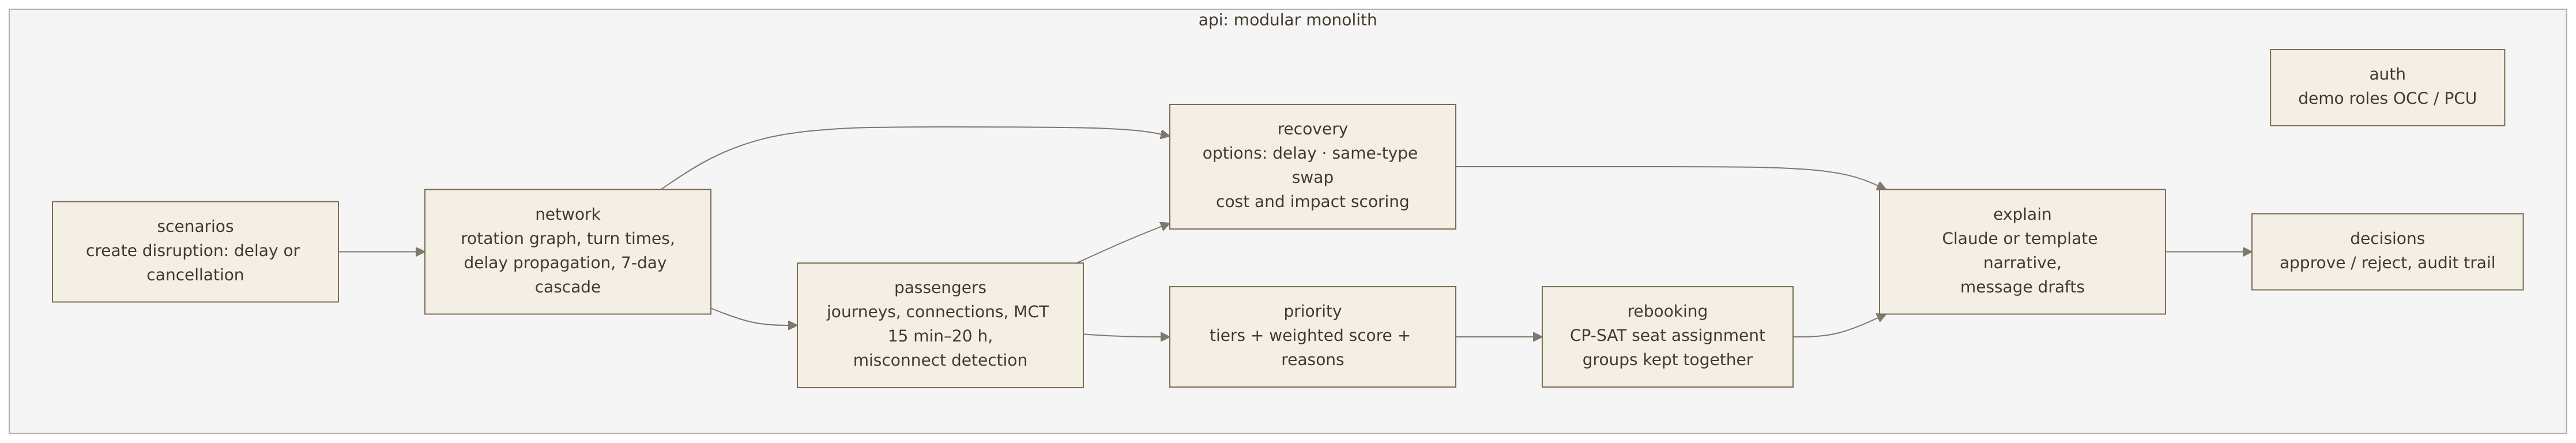 api: modular monolith
scenarios
create disruption: delay or
cancellation
network
rotation graph, turn times,
delay propagation, 7-day
cascade
passengers
journeys, connections, MCT
15 min–20 h,
misconnect detection
recovery
options: delay · same-type
swap
cost and impact scoring
priority
tiers + weighted score +
reasons
rebooking
CP-SAT seat assignment
groups kept together
explain
Claude or template
narrative,
message drafts
auth
demo roles OCC / PCU
decisions
approve / reject, audit trail